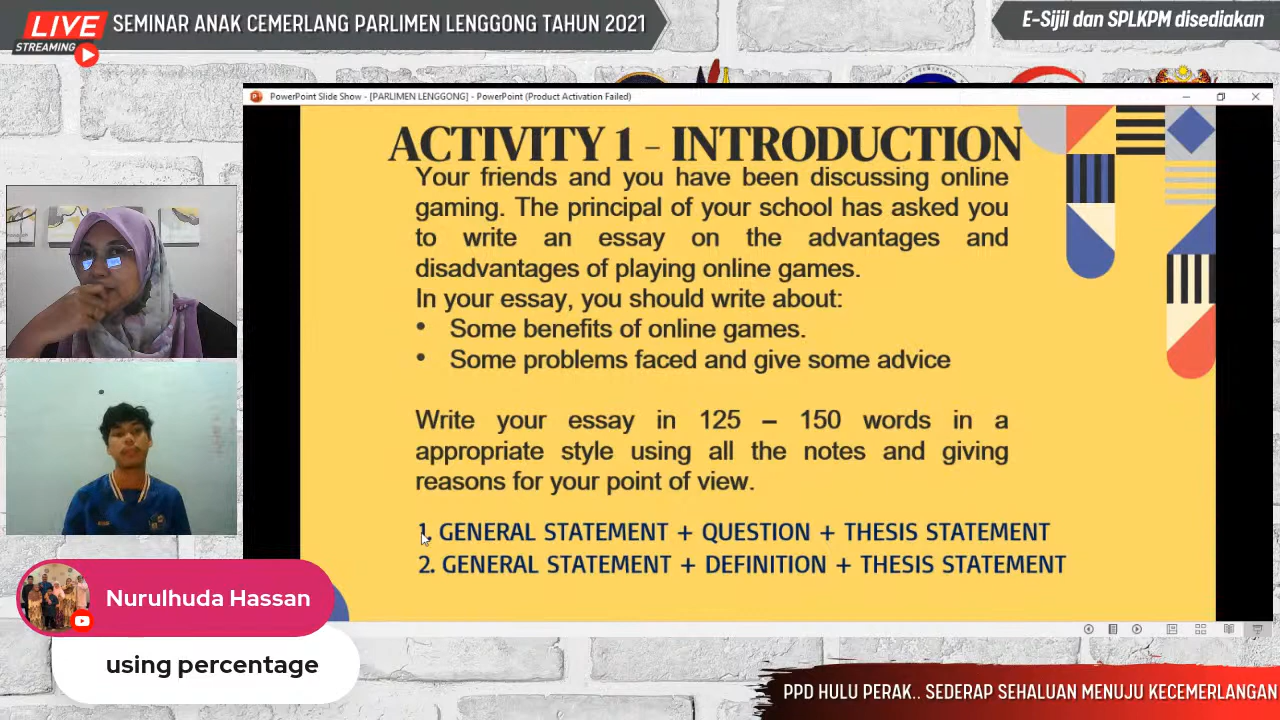 LIVE
STREAMING
SEMINAR ANAK CEMERLANG PARLIMEN LENGGONG TAHUN 2021
E-Sijil dan SPLKPM disediakan
PowerPoint Slide Show - [PARLIMEN LENGGONG] - PowerPoint (Product Activation Failed)
ACTIVITY 1 - INTRODUCTION
Your friends and you have been discussing online
gaming. The principal of your school has asked you
to write an essay on the advantages and
disadvantages of playing online games.
In your essay, you should write about:
• Some benefits of online games.
• Some problems faced and give some advice
Write your essay in 125 – 150 words in a
appropriate style using all the notes and giving
reasons for your point of view.
1. GENERAL STATEMENT + QUESTION + THESIS STATEMENT
2. GENERAL STATEMENT + DEFINITION + THESIS STATEMENT
Nurulhuda Hassan
using percentage
PPD HULU PERAK.. SEDERAP SEHALUAN MENUJU KECEMERLANGAN